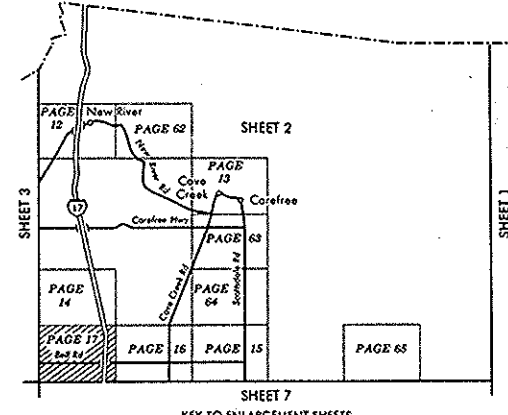 PAGE 12
New River
PAGE 62
SHEET 2
New River Rd
PAGE 13
Cave Creek
Carefree
SHEET 3
SHEET 1
17
Carefree Hwy
PAGE 63
Cave Creek Rd
Scottsdale Rd
PAGE 14
PAGE 64
PAGE 17
Bell Rd
PAGE 16
PAGE 15
PAGE 65
SHEET 7
KEY TO ENLARGEMENT SHEETS